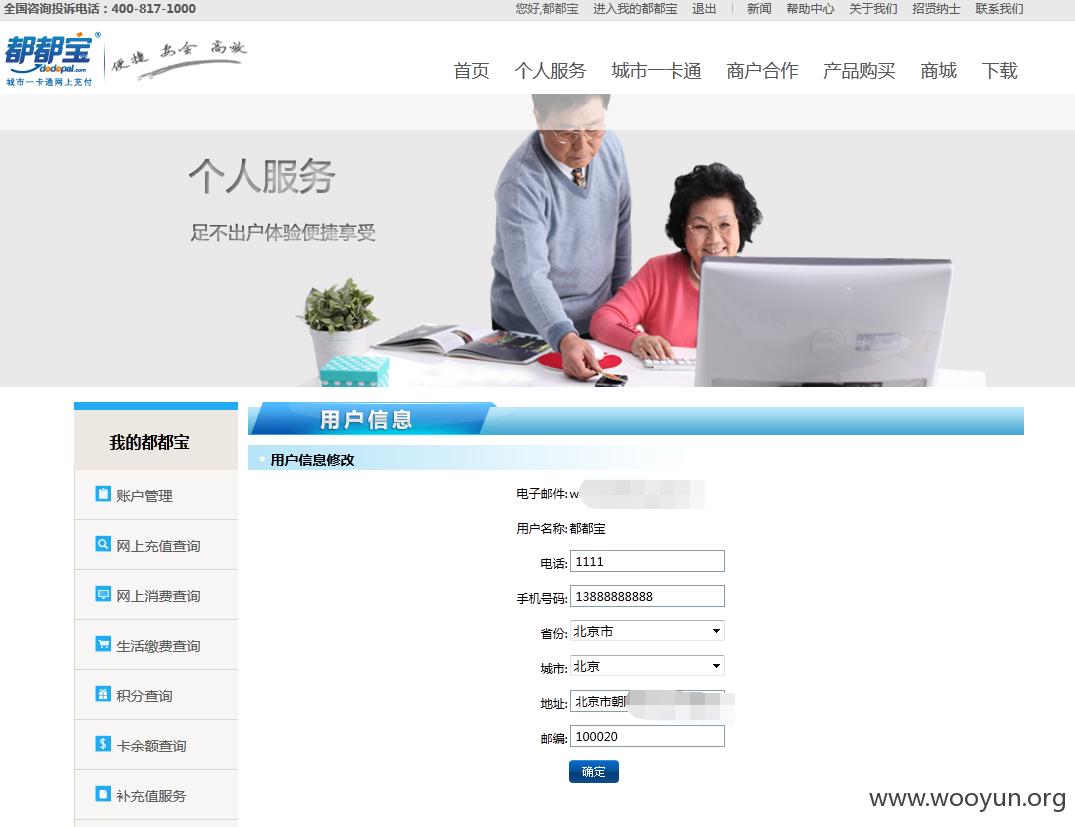 全国咨询投诉电话：400-817-1000
您好,都都宝 进入我的都都宝 退出 | 新闻 帮助中心 关于我们 招贤纳士 联系我们
都都宝®
dodopal.com
城市一卡通网上充付
便捷 安全 高效
首页 个人服务 城市一卡通 商户合作 产品购买 商城 下载
个人服务
足不出户体验便捷享受
我的都都宝
账户管理
网上充值查询
网上消费查询
生活缴费查询
积分查询
卡余额查询
补充值服务
用户信息
用户信息修改
电子邮件: w
用户名称: 都都宝
电话: 1111
手机号码: 13888888888
省份: 北京市
城市: 北京
地址: 北京市朝
邮编: 100020
确定
www.wooyun.org